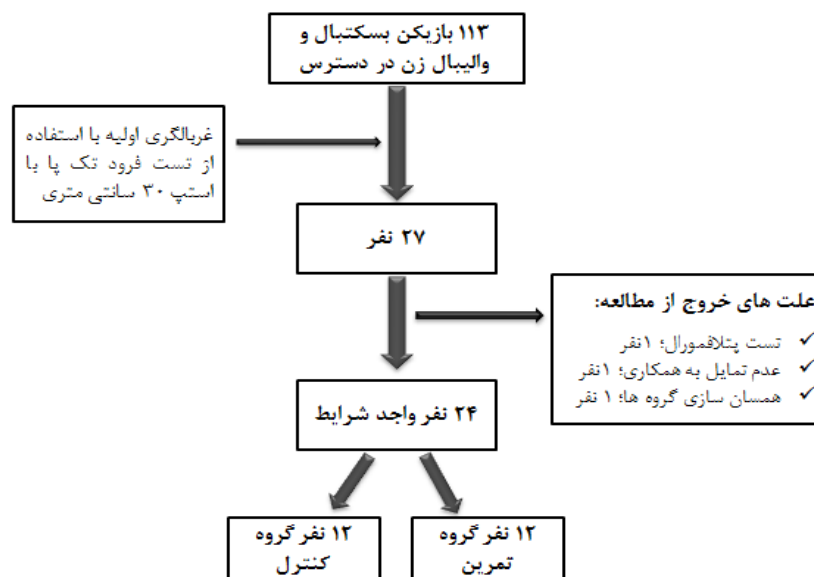 ۱۱۳ بازیکن بسکتبال و
والیبال زن در دسترس
غربالگری اولیه با استفاده
از تست فرود تک پا با
استپ ۳۰ سانتی متری
۲۷ نفر
علت های خروج از مطالعه:
✓ تست پتلافمورال؛ ۱نفر
✓ عدم تمایل به همکاری؛ ۱نفر
✓ همسان سازی گروه ها؛ ۱ نفر
۲۴ نفر واجد شرایط
۱۲ نفر گروه
تمرین
۱۲ نفر گروه
کنترل